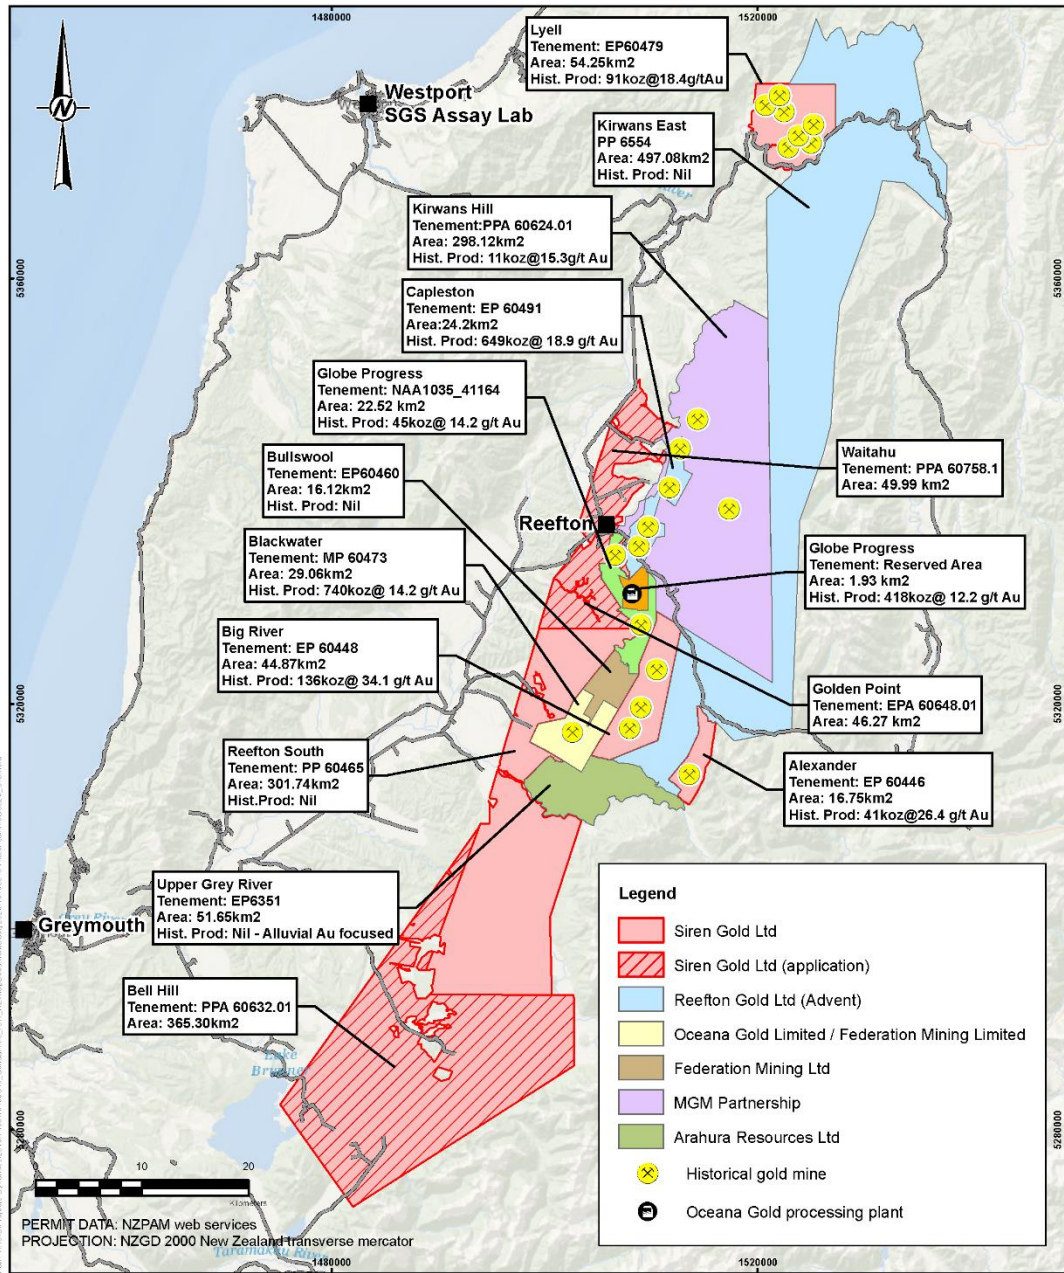 1480000
1520000
Lyell
Tenement: EP60479
Area: 54.25km2
Hist. Prod: 91koz@18.4g/tAu
N
Westport
SGS Assay Lab
Kirwans East
PP 6554
Area: 497.08km2
Hist. Prod: Nil
Kirwans Hill
Tenement:PPA 60624.01
Area: 298.12km2
Hist. Prod: 11koz@15.3g/t Au
5360000
5360000
Capleston
Tenement: EP 60491
Area:24.2km2
Hist. Prod: 649koz@ 18.9 g/t Au
Globe Progress
Tenement: NAA1035_41164
Area: 22.52 km2
Hist. Prod: 45koz@ 14.2 g/t Au
Bullswool
Tenement: EP60460
Area: 16.12km2
Hist. Prod: Nil
Waitahu
Tenement: PPA 60758.1
Area: 49.99 km2
Reefton
Blackwater
Tenement: MP 60473
Area: 29.06km2
Hist. Prod: 740koz@ 14.2 g/t Au
Globe Progress
Tenement: Reserved Area
Area: 1.93 km2
Hist. Prod: 418koz@ 12.2 g/t Au
Big River
Tenement: EP 60448
Area: 44.87km2
Hist. Prod: 136koz@ 34.1 g/t Au
Golden Point
Tenement: EPA 60648.01
Area: 46.27 km2
5320000
5320000
Reefton South
Tenement: PP 60465
Area: 301.74km2
Hist.Prod: Nil
Alexander
Tenement: EP 60446
Area: 16.75km2
Hist. Prod: 41koz@26.4 g/t Au
Upper Grey River
Tenement: EP6351
Area: 51.65km2
Hist. Prod: Nil - Alluvial Au focused
Greymouth
Bell Hill
Tenement: PPA 60632.01
Area: 365.30km2
Lake
Legend
Siren Gold Ltd
Siren Gold Ltd (application)
Reefton Gold Ltd (Advent)
Oceana Gold Limited / Federation Mining Limited
Federation Mining Ltd
MGM Partnership
Arahura Resources Ltd
Historical gold mine
Oceana Gold processing plant
5280000
5280000
0 10 20
Kilometers
PERMIT DATA: NZPAM web services
PROJECTION: NZGD 2000 New Zealand transverse mercator
Taramakau River
1480000
1520000